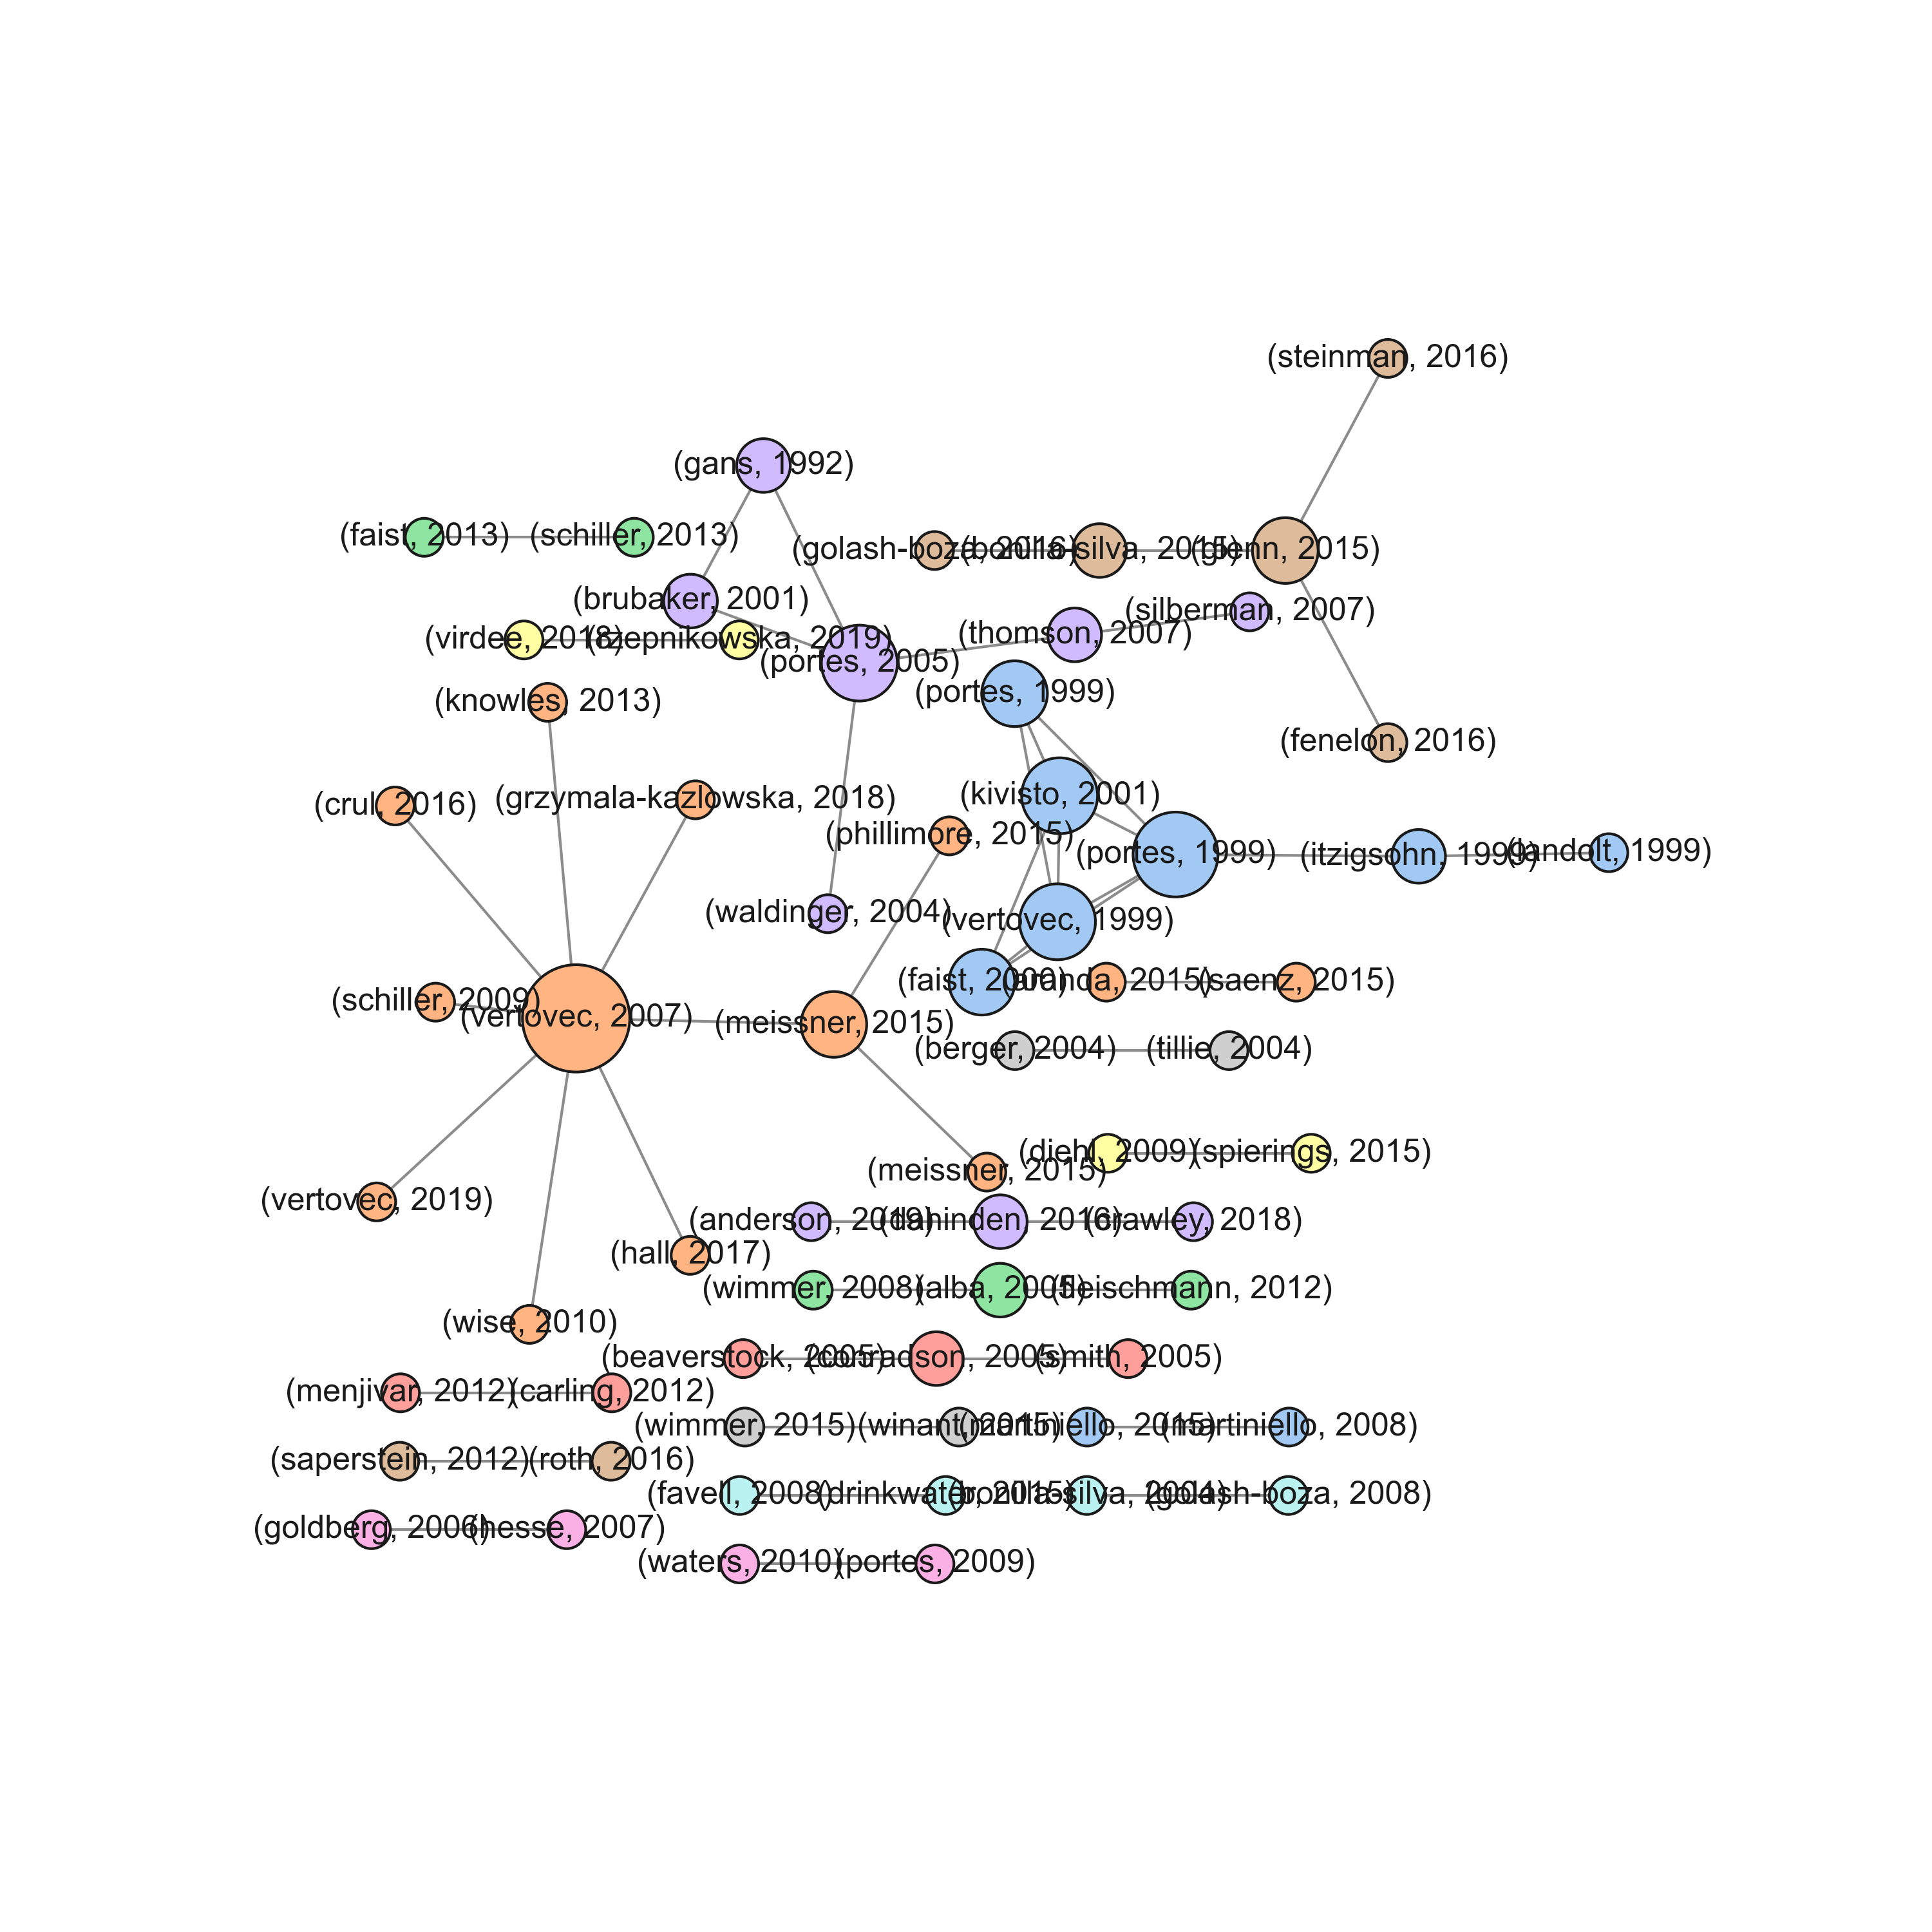 (steinman, 2016)
(gans, 1992)
(faist, 2013)
(schiller, 2013)
(golash-boza, 2016)
(bonilla-silva, 2015)
(glenn, 2015)
(brubaker, 2001)
(silberman, 2007)
(virdee, 2018)
(rzepnikowska, 2019)
(thomson, 2007)
(portes, 2005)
(portes, 1999)
(knowles, 2013)
(fenelon, 2016)
(kivisto, 2001)
(grzymala-kazlowska, 2018)
(crul, 2016)
(phillimore, 2015)
(portes, 1999)
(itzigsohn, 1999)
(landolt, 1999)
(waldinger, 2004)
(vertovec, 1999)
(faist, 2000)
(aranda, 2015)
(saenz, 2015)
(schiller, 2009)
(vertovec, 2007)
(meissner, 2015)
(berger, 2004)
(tillie, 2004)
(diehl, 2009)
(spierings, 2015)
(meissner, 2015)
(vertovec, 2019)
(anderson, 2019)
(dahinden, 2016)
(crawley, 2018)
(hall, 2017)
(wimmer, 2008)
(alba, 2005)
(fleischmann, 2012)
(wise, 2010)
(beaverstock, 2005)
(conradson, 2005)
(smith, 2005)
(menjivar, 2012)
(carling, 2012)
(wimmer, 2015)
(winant, 2015)
(martiniello, 2015)
(martiniello, 2008)
(saperstein, 2012)
(roth, 2016)
(favell, 2008)
(drinkwater, 2015)
(bonilla-silva, 2004)
(golash-boza, 2008)
(goldberg, 2006)
(hesse, 2007)
(waters, 2010)
(portes, 2009)